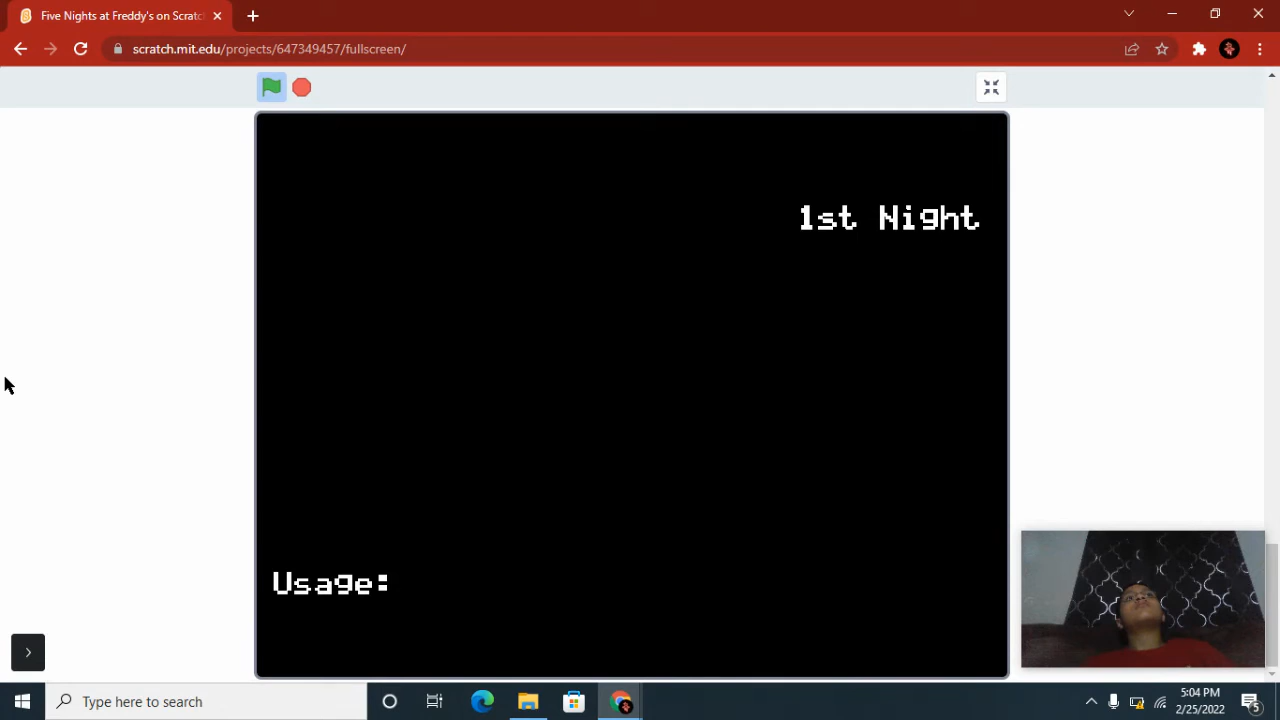 Five Nights at Freddy's on Scratc
scratch.mit.edu/projects/647349457/fullscreen/
1st Night
Usage:
Type here to search
5:04 PM
2/25/2022
5